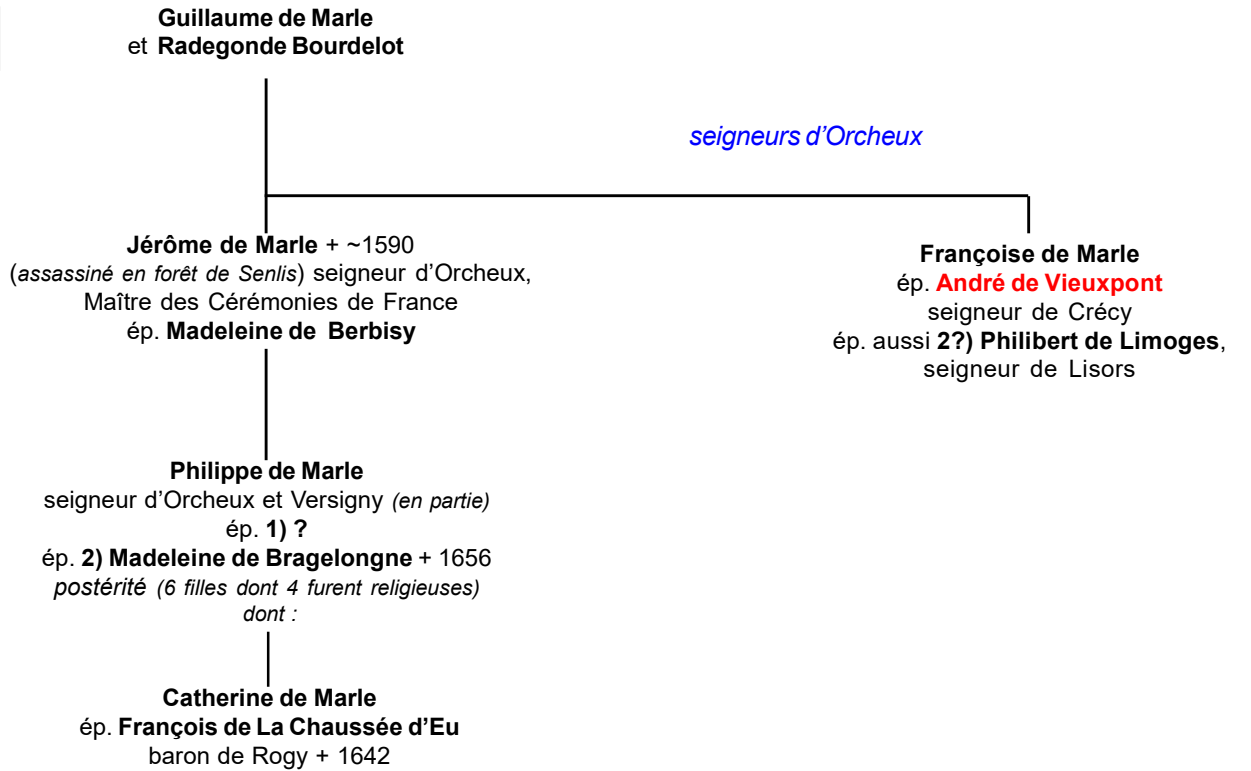 Guillaume de Marle
et Radegonde Bourdelot
seigneurs d’Orcheux
Jérôme de Marle + ~1590
(assassiné en forêt de Senlis) seigneur d’Orcheux,
Maître des Cérémonies de France
ép. Madeleine de Berbisy
Françoise de Marle
ép. André de Vieuxpont
seigneur de Crécy
ép. aussi 2?) Philibert de Limoges,
seigneur de Lisors
Philippe de Marle
seigneur d’Orcheux et Versigny (en partie)
ép. 1) ?
ép. 2) Madeleine de Bragelongne + 1656
postérité (6 filles dont 4 furent religieuses)
dont :
Catherine de Marle
ép. François de La Chaussée d’Eu
baron de Rogy + 1642